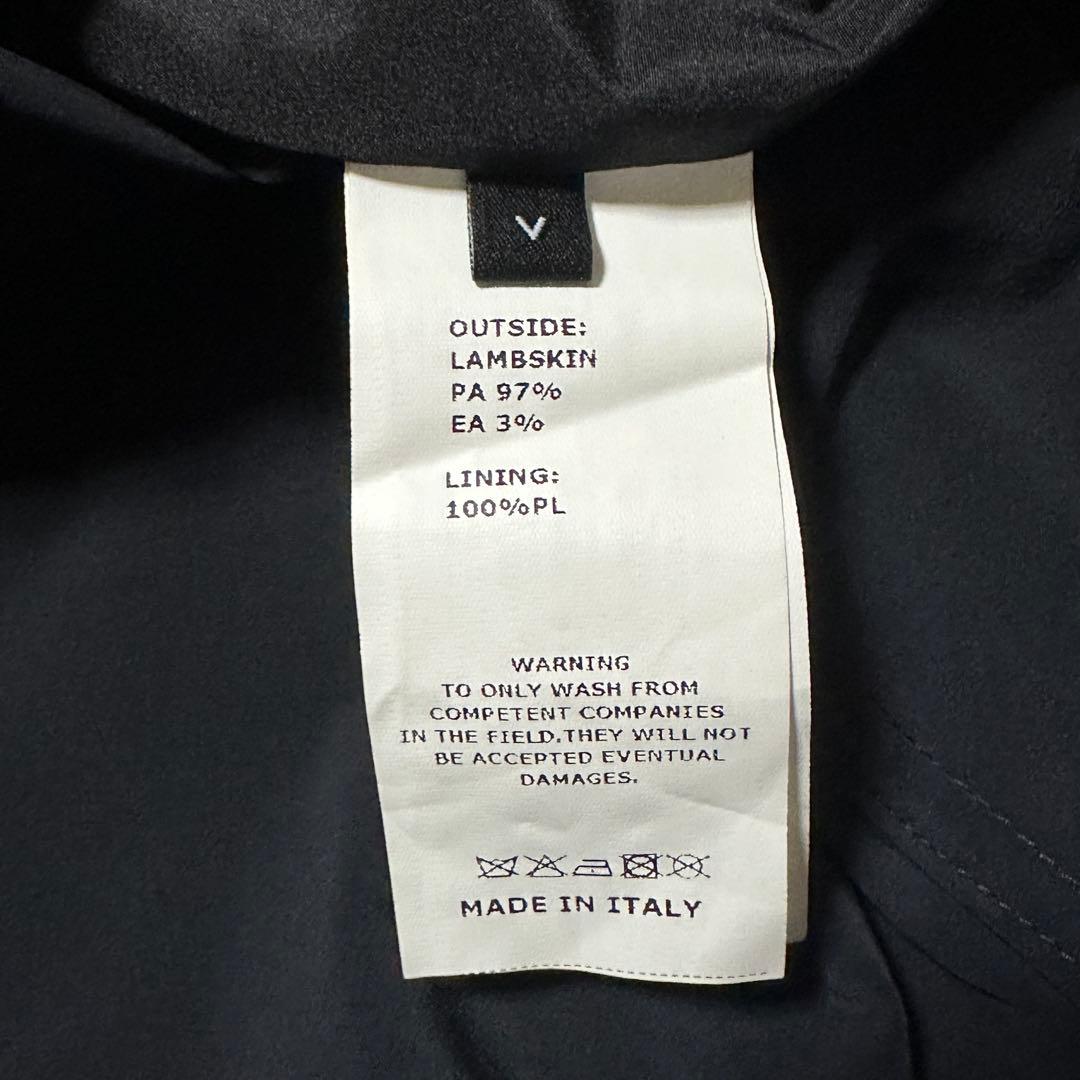 V
OUTSIDE:
LAMBSKIN
PA 97%
EA 3%
LINING:
100%PL
WARNING
TO ONLY WASH FROM
COMPETENT COMPANIES
IN THE FIELD.THEY WILL NOT
BE ACCEPTED EVENTUAL
DAMAGES.
MADE IN ITALY